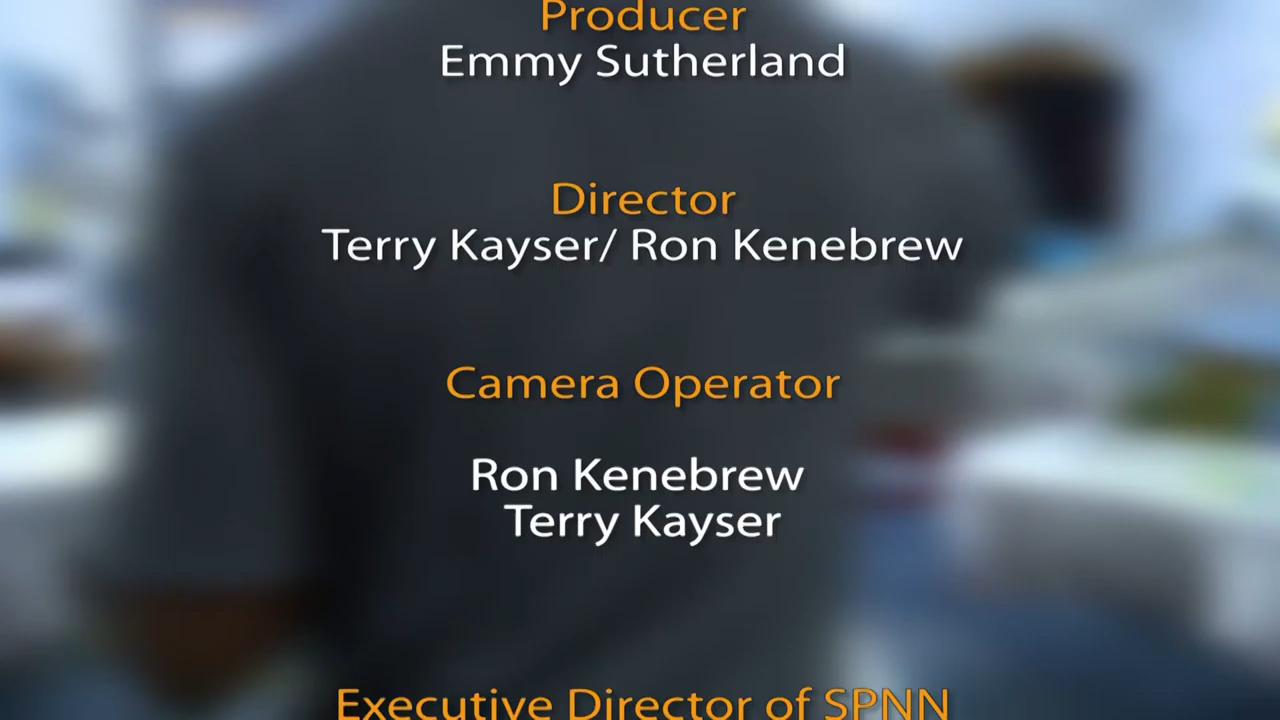 Producer
Emmy Sutherland
Director
Terry Kayser/ Ron Kenebrew
Camera Operator
Ron Kenebrew
Terry Kayser
Executive Director of SPNN